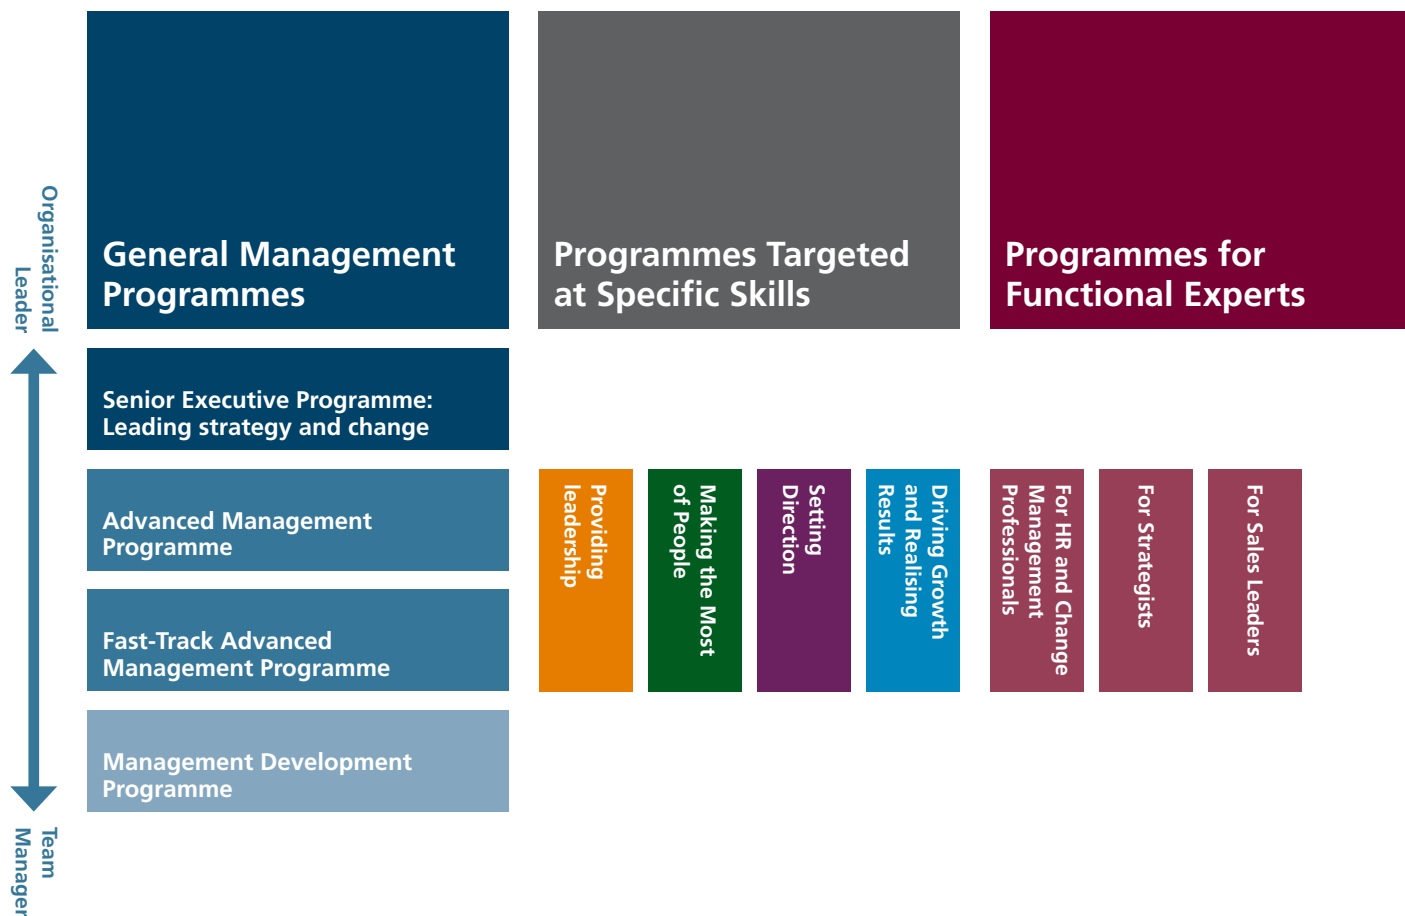 Organisational
Leader
General Management
Programmes
Programmes Targeted
at Specific Skills
Programmes for
Functional Experts
Senior Executive Programme:
Leading strategy and change
Advanced Management
Programme
Fast-Track Advanced
Management Programme
Management Development
Programme
Providing
leadership
Making the Most
of People
Setting
Direction
Driving Growth
and Realising
Results
For HR and Change
Management
Professionals
For Strategists
For Sales Leaders
Team
Manager